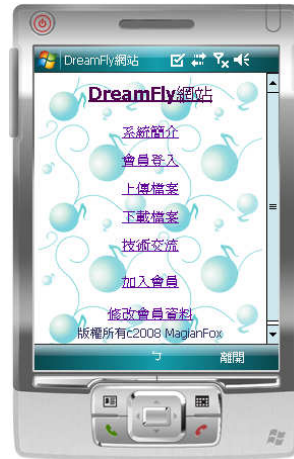 DreamFly網站
DreamFly網站
系統簡介
會員登入
上傳檔案
下載檔案
技術交流
加入會員
修改會員資料
版權所有c2008 MagianFox
ㄅ 離開